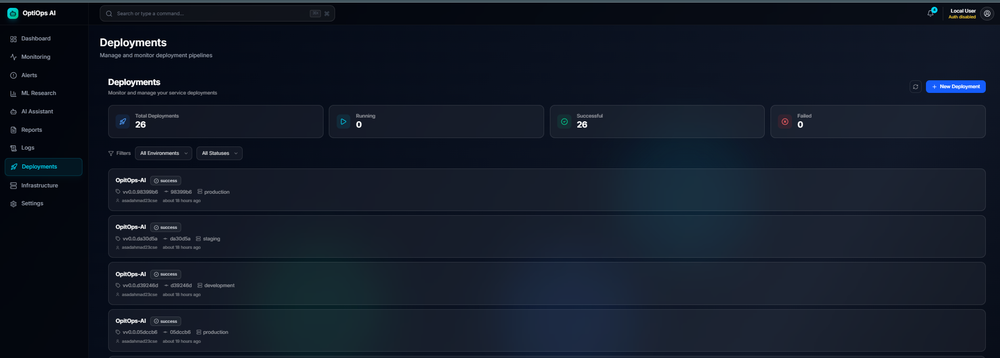 OptiOps AI
Search or type a command...
⌘K
4
Local User
Auth disabled
Dashboard
Monitoring
Alerts
ML Research
AI Assistant
Reports
Logs
Deployments
Infrastructure
Settings
Deployments
Manage and monitor deployment pipelines
Deployments
Monitor and manage your service deployments
New Deployment
Total Deployments
26
Running
0
Successful
26
Failed
0
Filters All Environments All Statuses
OpitOps-AI success
vv0.0.98399b6 98399b6 production
asadahmad23cse about 18 hours ago
OpitOps-AI success
vv0.0.da30d5a da30d5a staging
asadahmad23cse about 18 hours ago
OpitOps-AI success
vv0.0.d39246d d39246d development
asadahmad23cse about 18 hours ago
OpitOps-AI success
vv0.0.05dccb6 05dccb6 production
asadahmad23cse about 19 hours ago